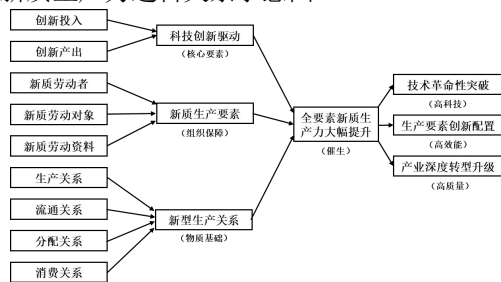 创新投入
创新产出
新质劳动者
新质劳动对象
新质劳动资料
生产关系
流通关系
分配关系
消费关系
科技创新驱动
（核心要素）
新质生产要素
（组织保障）
新型生产关系
（物质基础）
全要素新质生
产力大幅提升
（催生）
技术革命性突破
（高科技）
生产要素创新配置
（高效能）
产业深度转型升级
（高质量）